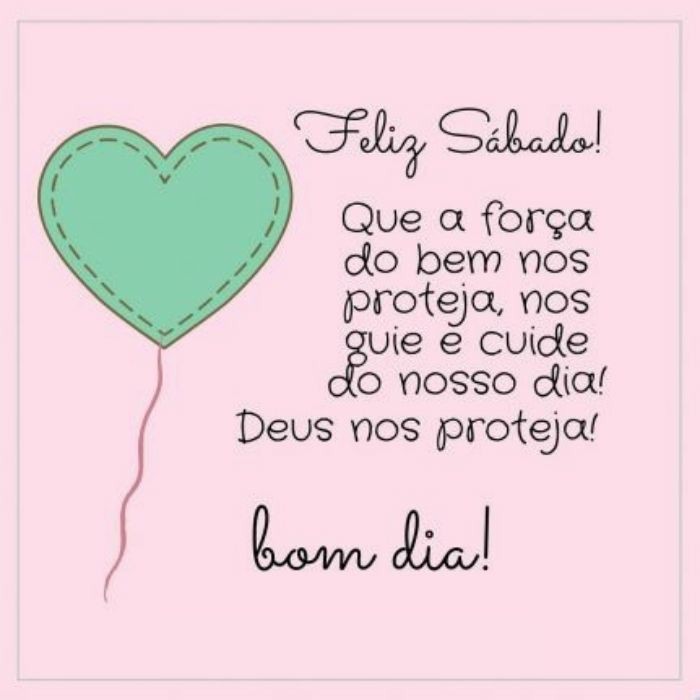 Feliz Sábado!
Que a força
do bem nos
proteja, nos
guie e cuide
do nosso dia!
Deus nos proteja!
bom dia!